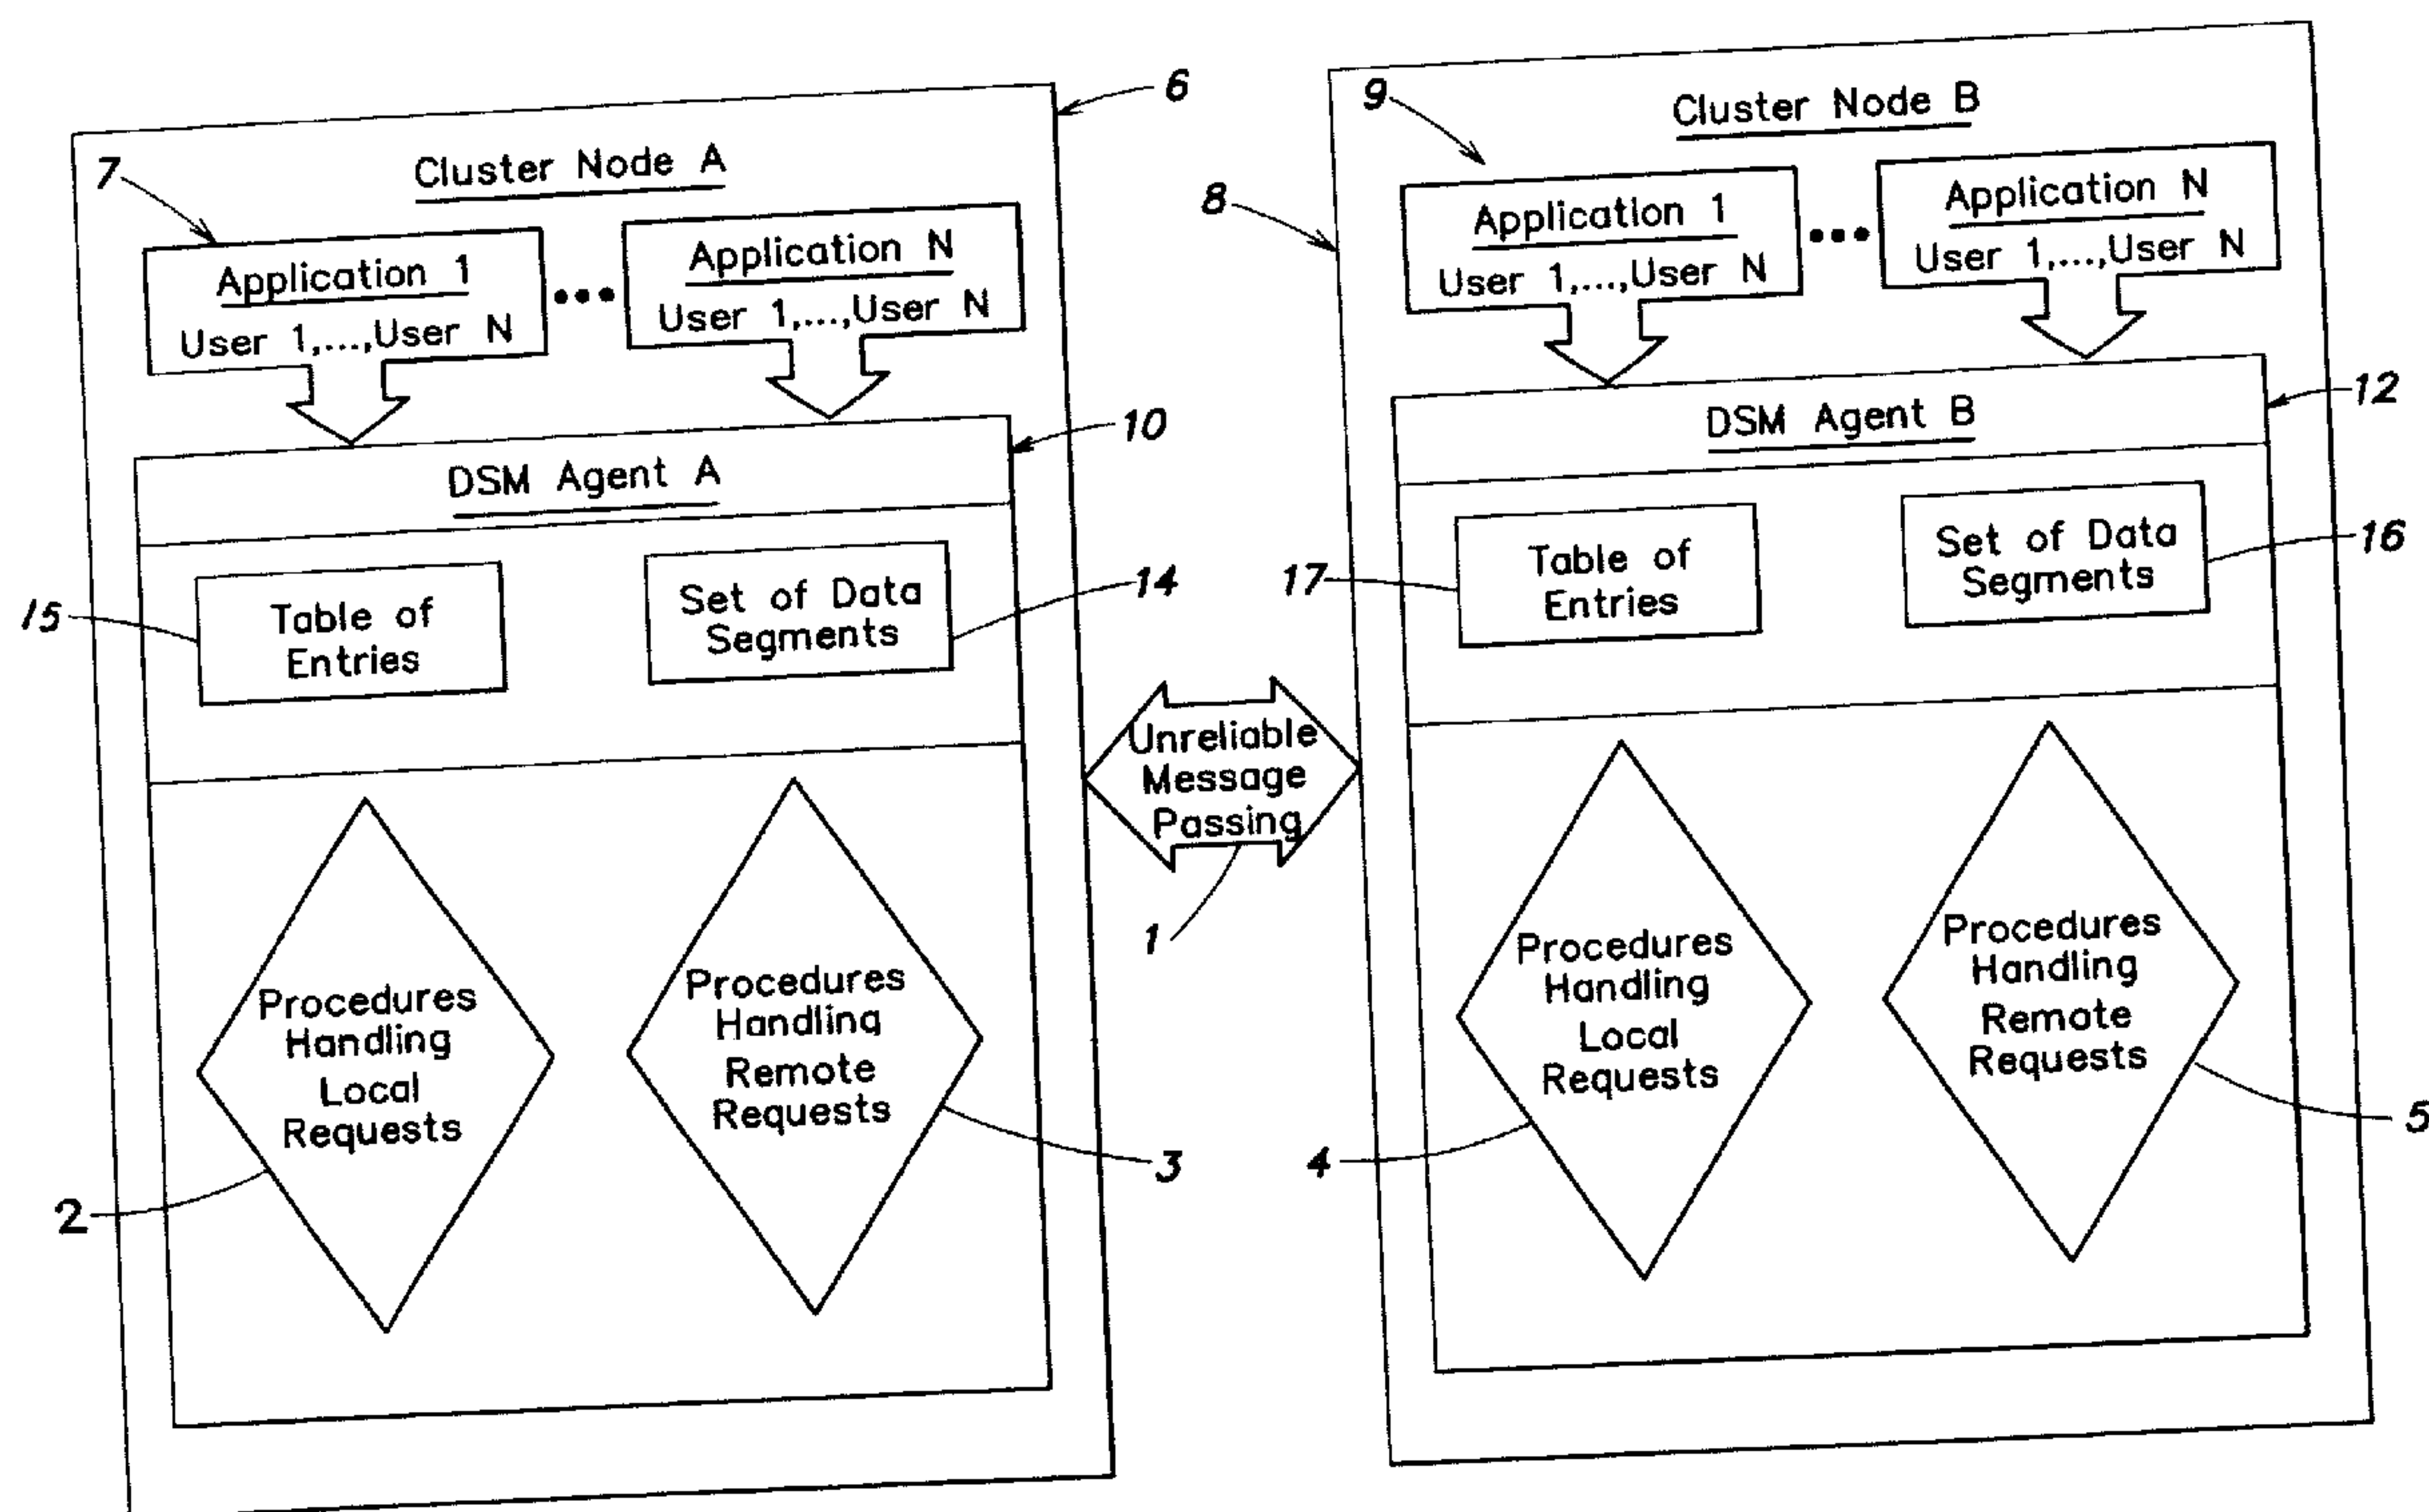 6
Cluster Node A
7
Application 1
User 1,...,User N
Application N
User 1,...,User N
10
DSM Agent A
15
Table of
Entries
Set of Data
Segments
14
Procedures
Handling
Local
Requests
2
Procedures
Handling
Remote
Requests
3
Unreliable
Message
Passing
1
9
Cluster Node B
8
Application 1
User 1,...,User N
Application N
User 1,...,User N
12
DSM Agent B
17
Table of
Entries
Set of Data
Segments
16
Procedures
Handling
Local
Requests
4
Procedures
Handling
Remote
Requests
5